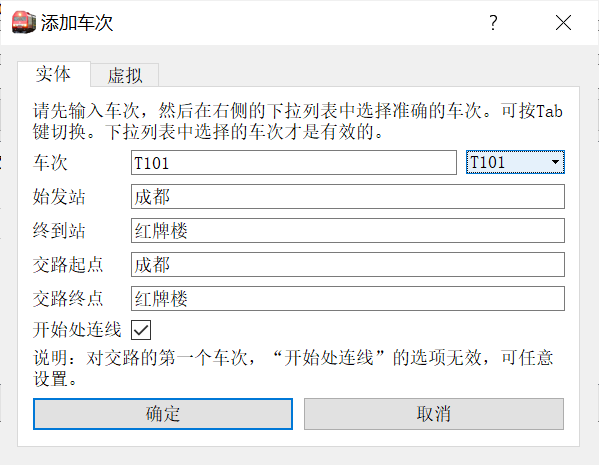 添加车次
实体 虚拟
请先输入车次，然后在右侧的下拉列表中选择准确的车次。可按Tab
键切换。下拉列表中选择的车次才是有效的。
车次 T101 T101
始发站 成都
终到站 红牌楼
交路起点 成都
交路终点 红牌楼
开始处连线
说明：对交路的第一个车次，“开始处连线”的选项无效，可任意
设置。
确定 取消